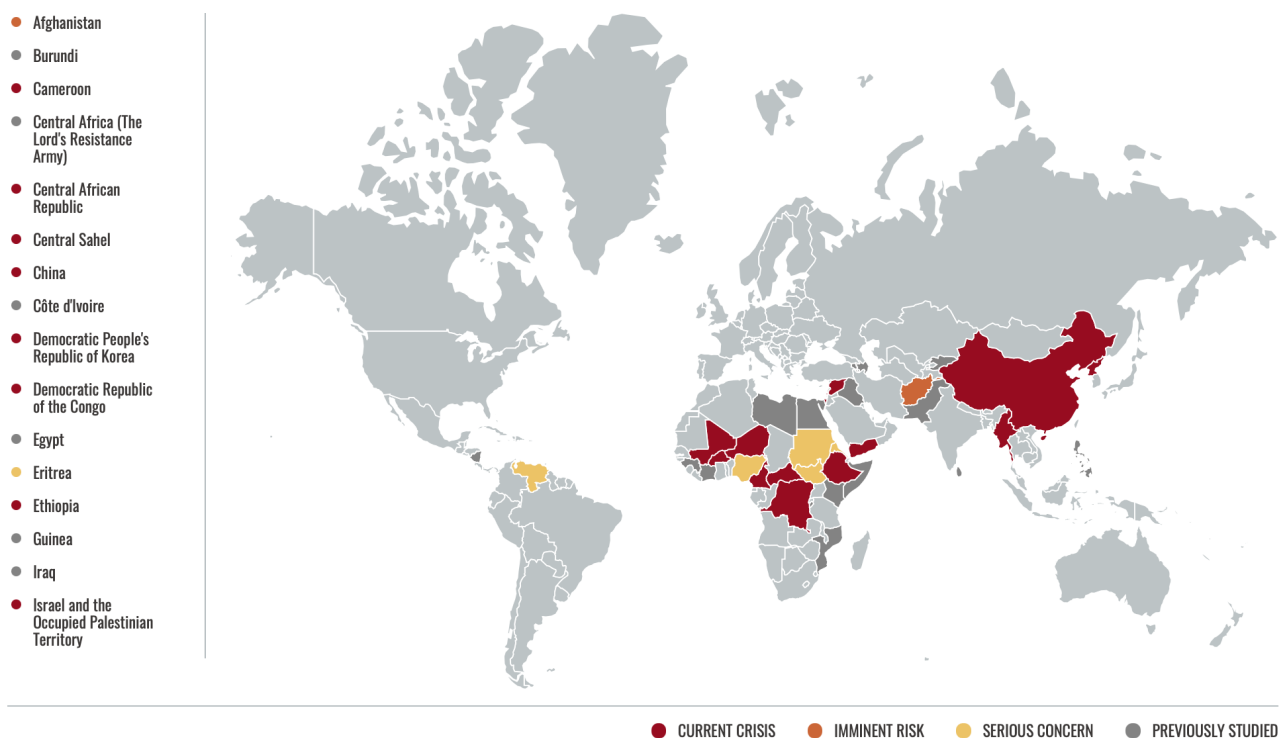 Afghanistan
Burundi
Cameroon
Central Africa (The
Lord's Resistance
Army)
Central African
Republic
Central Sahel
China
Côte d'Ivoire
Democratic People's
Republic of Korea
Democratic Republic
of the Congo
Egypt
Eritrea
Ethiopia
Guinea
Iraq
Israel and the
Occupied Palestinian
Territory
CURRENT CRISIS
IMMINENT RISK
SERIOUS CONCERN
PREVIOUSLY STUDIED